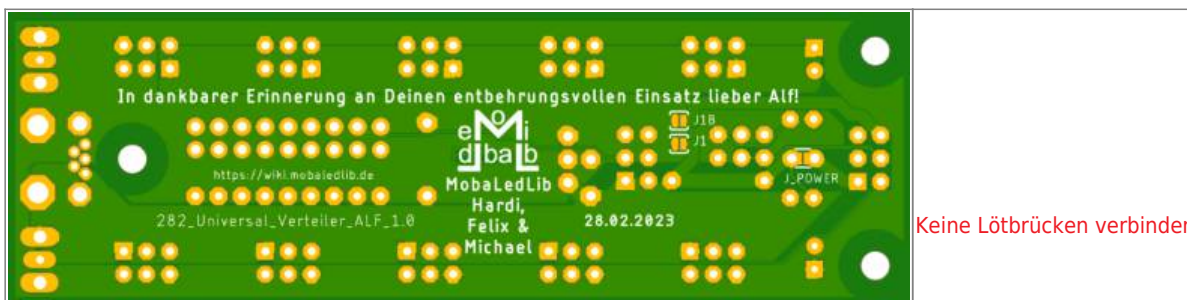 In dankbarer Erinnerung an Deinen entbehrungsvollen Einsatz lieber Alf!
J1B
J1
https://wiki.mobaledlib.de
MobaLedLib
Hardi,
Felix &
Michael
J_POWER
282_Universal_Verteiler_ALF_1.0
28.02.2023
Keine Lötbrücken verbinden